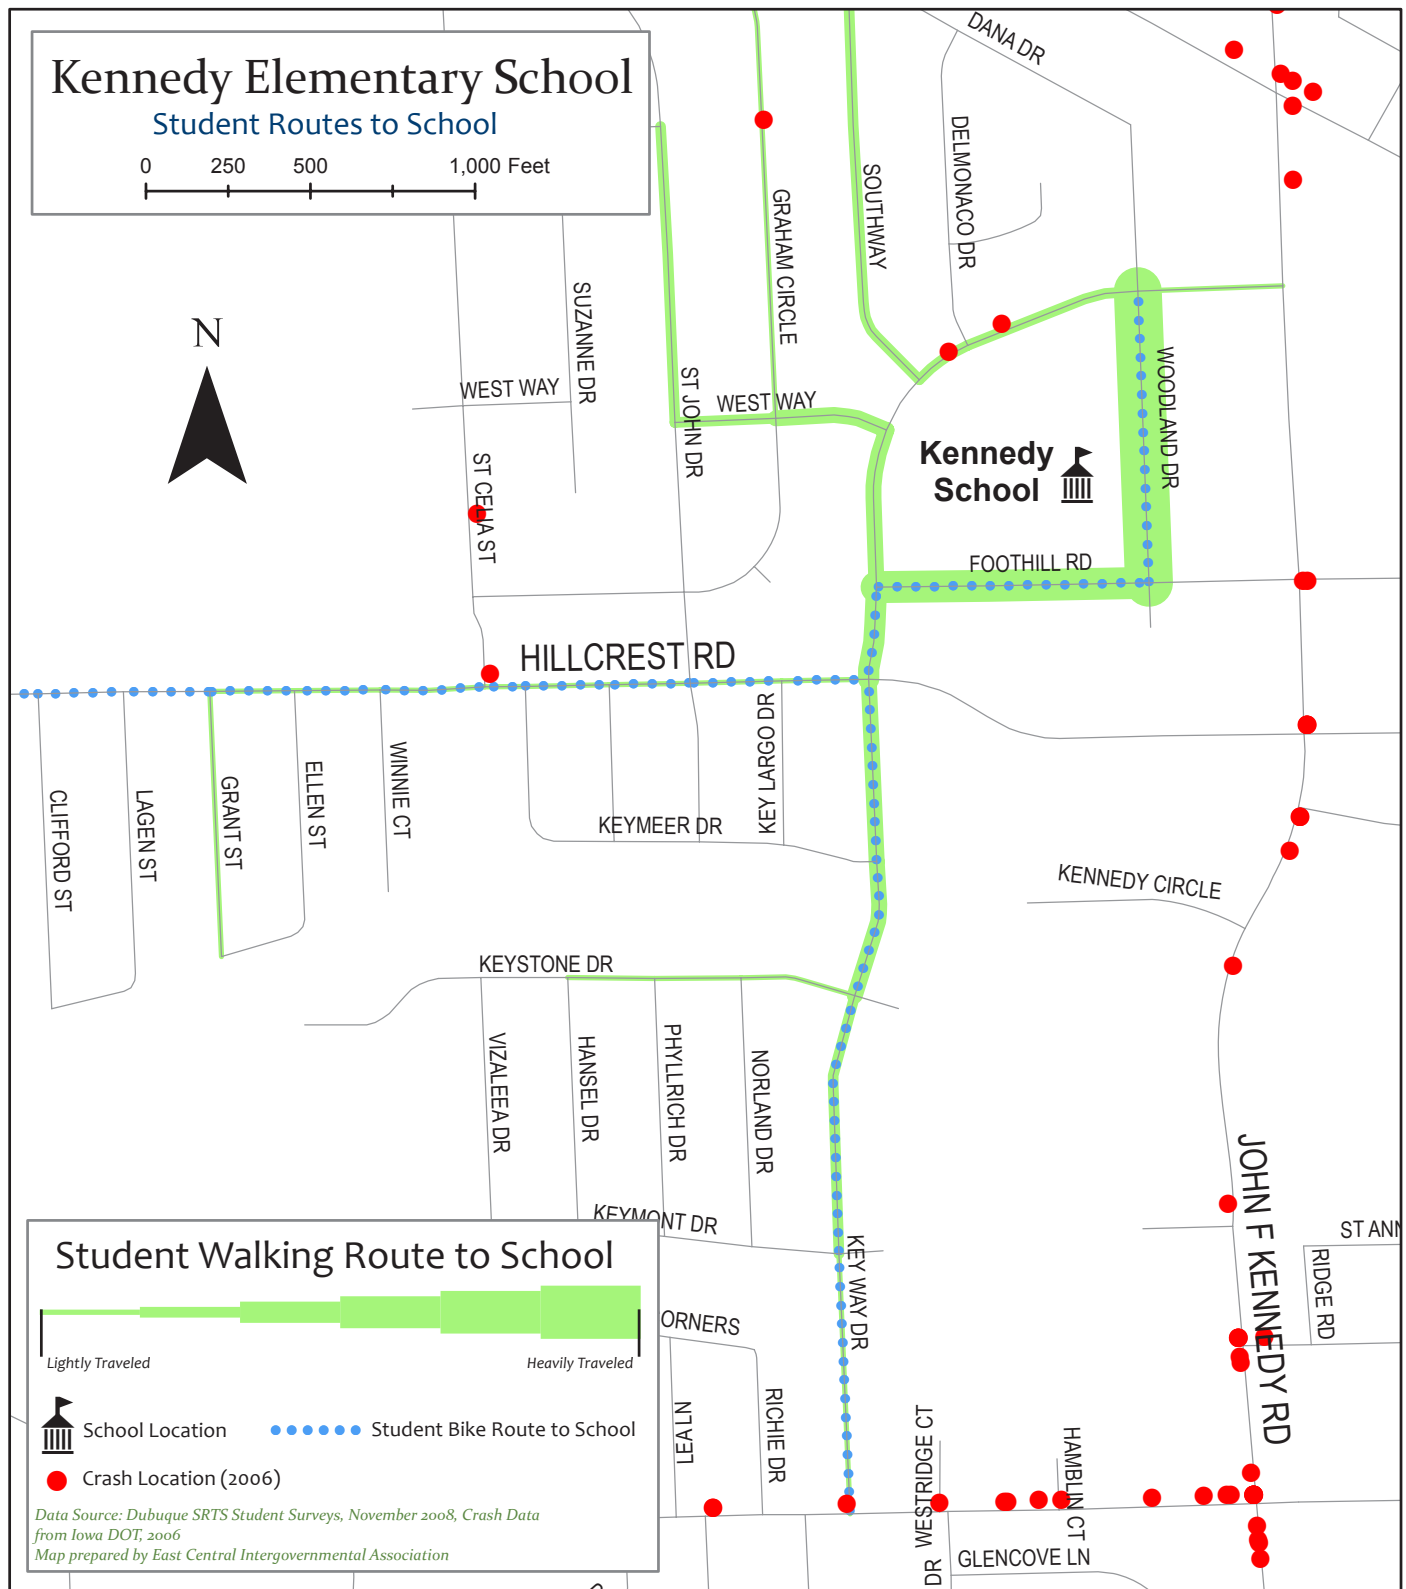 Kennedy Elementary School
Student Routes to School
0 250 500 1,000 Feet
DANA DR
DELMONACO DR
SOUTHWAY
GRAHAM CIRCLE
N
SUZANNE DR
WEST WAY
ST JOHN DR
WEST WAY
WOODLAND DR
Kennedy
School
ST CELIA ST
FOOTHILL RD
HILLCREST RD
KEY LARGO DR
CLIFFORD ST
LAGEN ST
GRANT ST
ELLEN ST
WINNIE CT
KEYMEER DR
KENNEDY CIRCLE
KEYSTONE DR
VIZALEEA DR
HANSEL DR
PHYLLRICH DR
NORLAND DR
KEYMONT DR
KEY WAY DR
JOHN F KENNEDY RD
ST ANN
RIDGE RD
ORNERS
LEA LN
RICHIE DR
WESTRIDGE CT
DR
HAMBLIN CT
GLENCOVE LN
Student Walking Route to School
Lightly Traveled Heavily Traveled
School Location
Student Bike Route to School
Crash Location (2006)
Data Source: Dubuque SRTS Student Surveys, November 2008, Crash Data
from Iowa DOT, 2006
Map prepared by East Central Intergovernmental Association